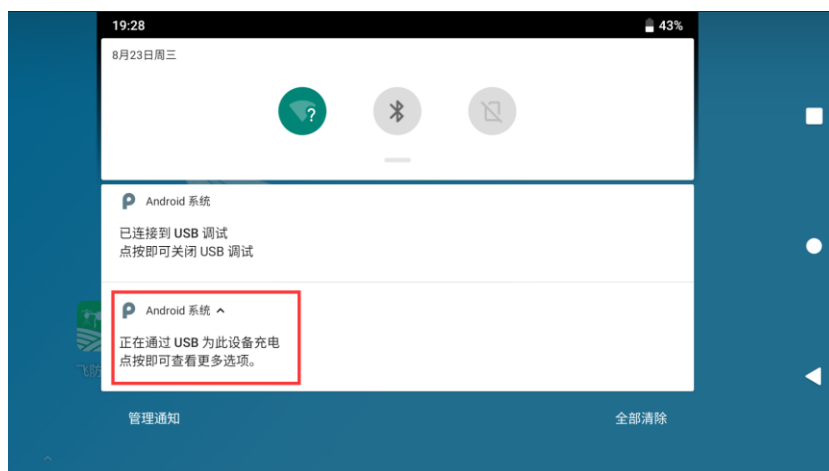 19:28
43%
8月23日周三
?
Android 系统
已连接到 USB 调试
点按即可关闭 USB 调试
Android 系统
正在通过 USB 为此设备充电
点按即可查看更多选项。
飞防
管理通知
全部清除